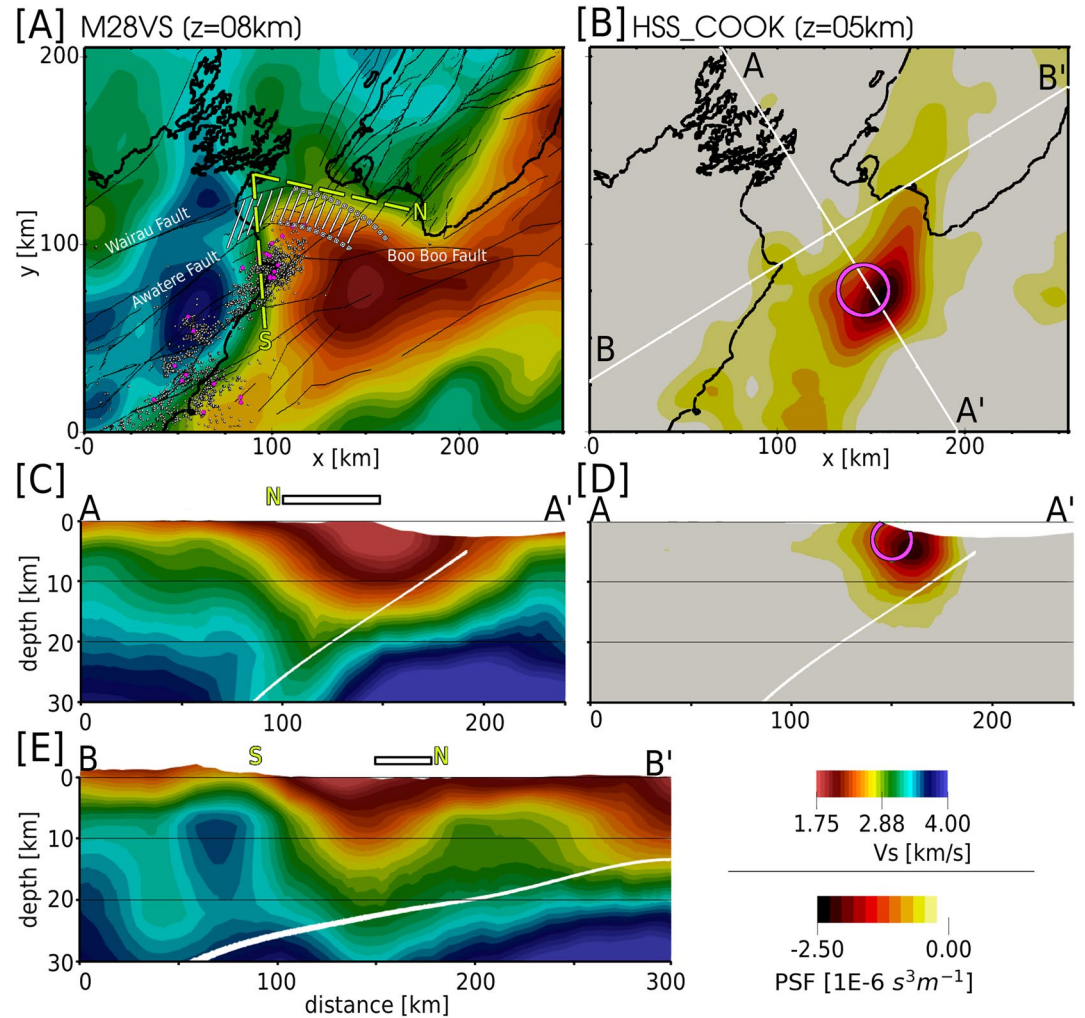 [A] M28VS (z=08km)
[B] HSS_COOK (z=05km)
200
y [km]
100
0
-0
100
200
x [km]
Wairau Fault
Awatere Fault
Boo Boo Fault
N
S
A
B'
B
A'
0
100
200
x [km]
[C]
N
A
A'
0
10
20
30
depth [km]
0
100
200
[D]
A
A'
0
100
200
[E]
B
S
N
B'
0
10
20
30
depth [km]
0
100
200
300
distance [km]
1.75 2.88 4.00
Vs [km/s]
-2.50 0.00
PSF [1E-6 s³m⁻¹]